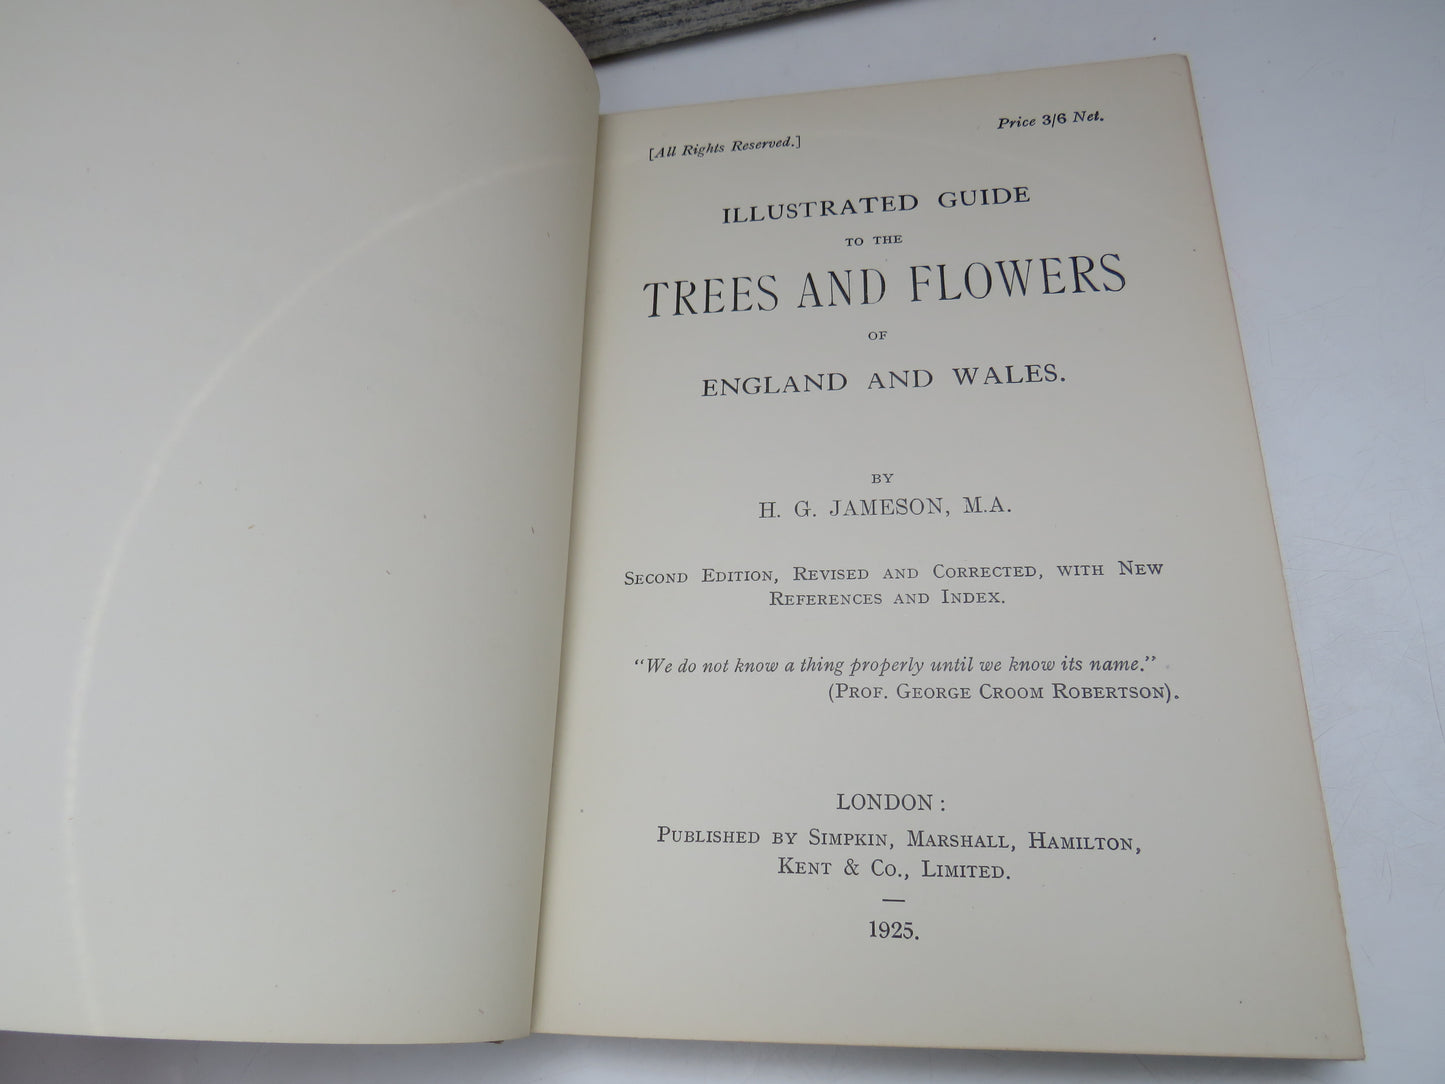 [All Rights Reserved.]
Price 3/6 Net.
ILLUSTRATED GUIDE
TO THE
TREES AND FLOWERS
OF
ENGLAND AND WALES.
BY
H. G. JAMESON, M.A.
SECOND EDITION, REVISED AND CORRECTED, WITH NEW
REFERENCES AND INDEX.
"We do not know a thing properly until we know its name."
(PROF. GEORGE CROOM ROBERTSON).
LONDON:
PUBLISHED BY SIMPKIN, MARSHALL, HAMILTON,
KENT & CO., LIMITED.
—
1925.